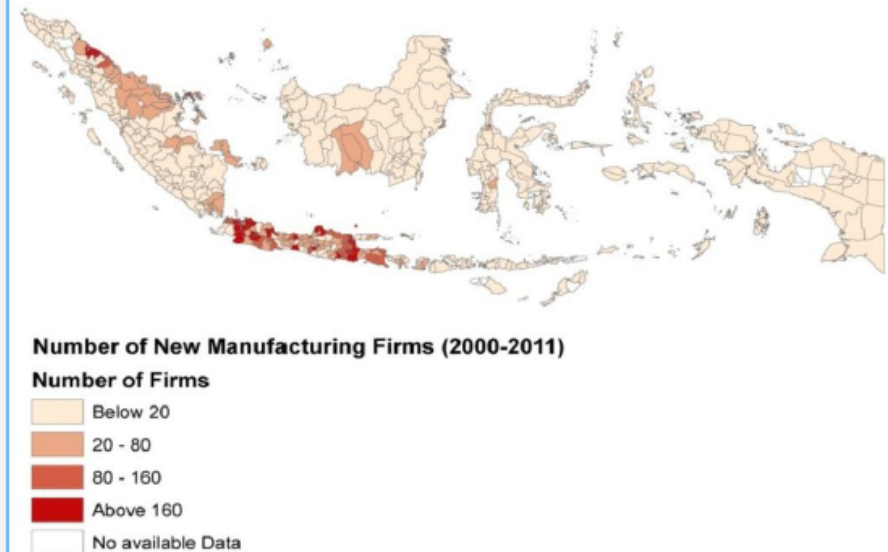 Number of New Manufacturing Firms (2000-2011)
Number of Firms
Below 20
20 - 80
80 - 160
Above 160
No available Data